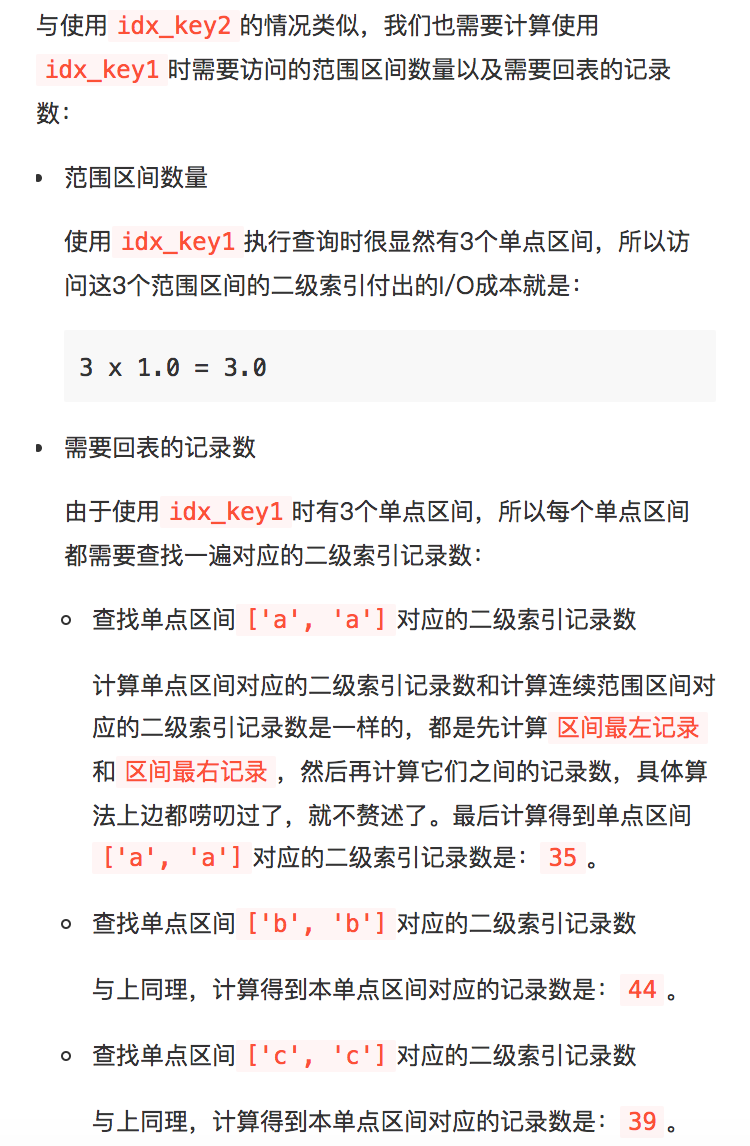 与使用 idx_key2 的情况类似，我们也需要计算使用
idx_key1 时需要访问的范围区间数量以及需要回表的记录
数：
范围区间数量
使用 idx_key1 执行查询时很显然有3个单点区间，所以访
问这3个范围区间的二级索引付出的I/O成本就是：
3 x 1.0 = 3.0
需要回表的记录数
由于使用 idx_key1 时有3个单点区间，所以每个单点区间
都需要查找一遍对应的二级索引记录数：
查找单点区间 ['a', 'a'] 对应的二级索引记录数
计算单点区间对应的二级索引记录数和计算连续范围区间对
应的二级索引记录数是一样的，都是先计算 区间最左记录
和 区间最右记录 ，然后再计算它们之间的记录数，具体算
法上边都唠叨过了，就不赘述了。最后计算得到单点区间
['a', 'a'] 对应的二级索引记录数是： 35 。
查找单点区间 ['b', 'b'] 对应的二级索引记录数
与上同理，计算得到本单点区间对应的记录数是： 44 。
查找单点区间 ['c', 'c'] 对应的二级索引记录数
与上同理，计算得到本单点区间对应的记录数是： 39 。